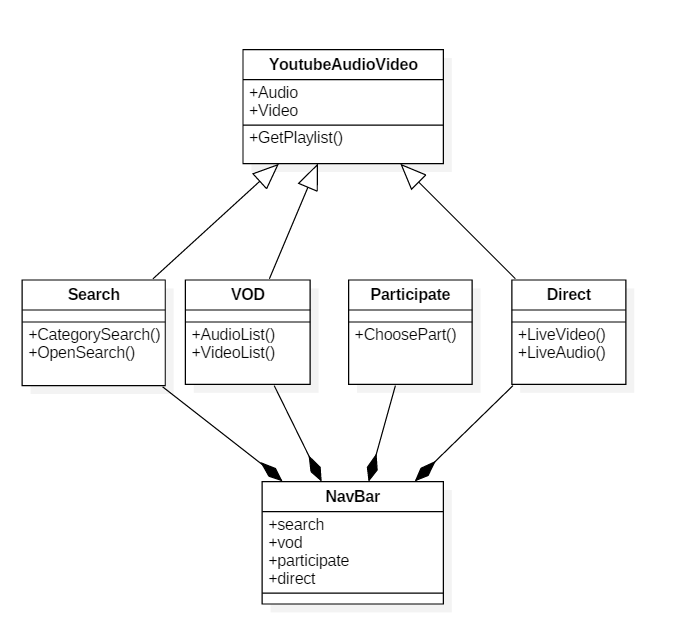 YoutubeAudioVideo
+Audio
+Video
+GetPlaylist()
Search
+CategorySearch()
+OpenSearch()
VOD
+AudioList()
+VideoList()
Participate
+ChoosePart()
Direct
+LiveVideo()
+LiveAudio()
NavBar
+search
+vod
+participate
+direct